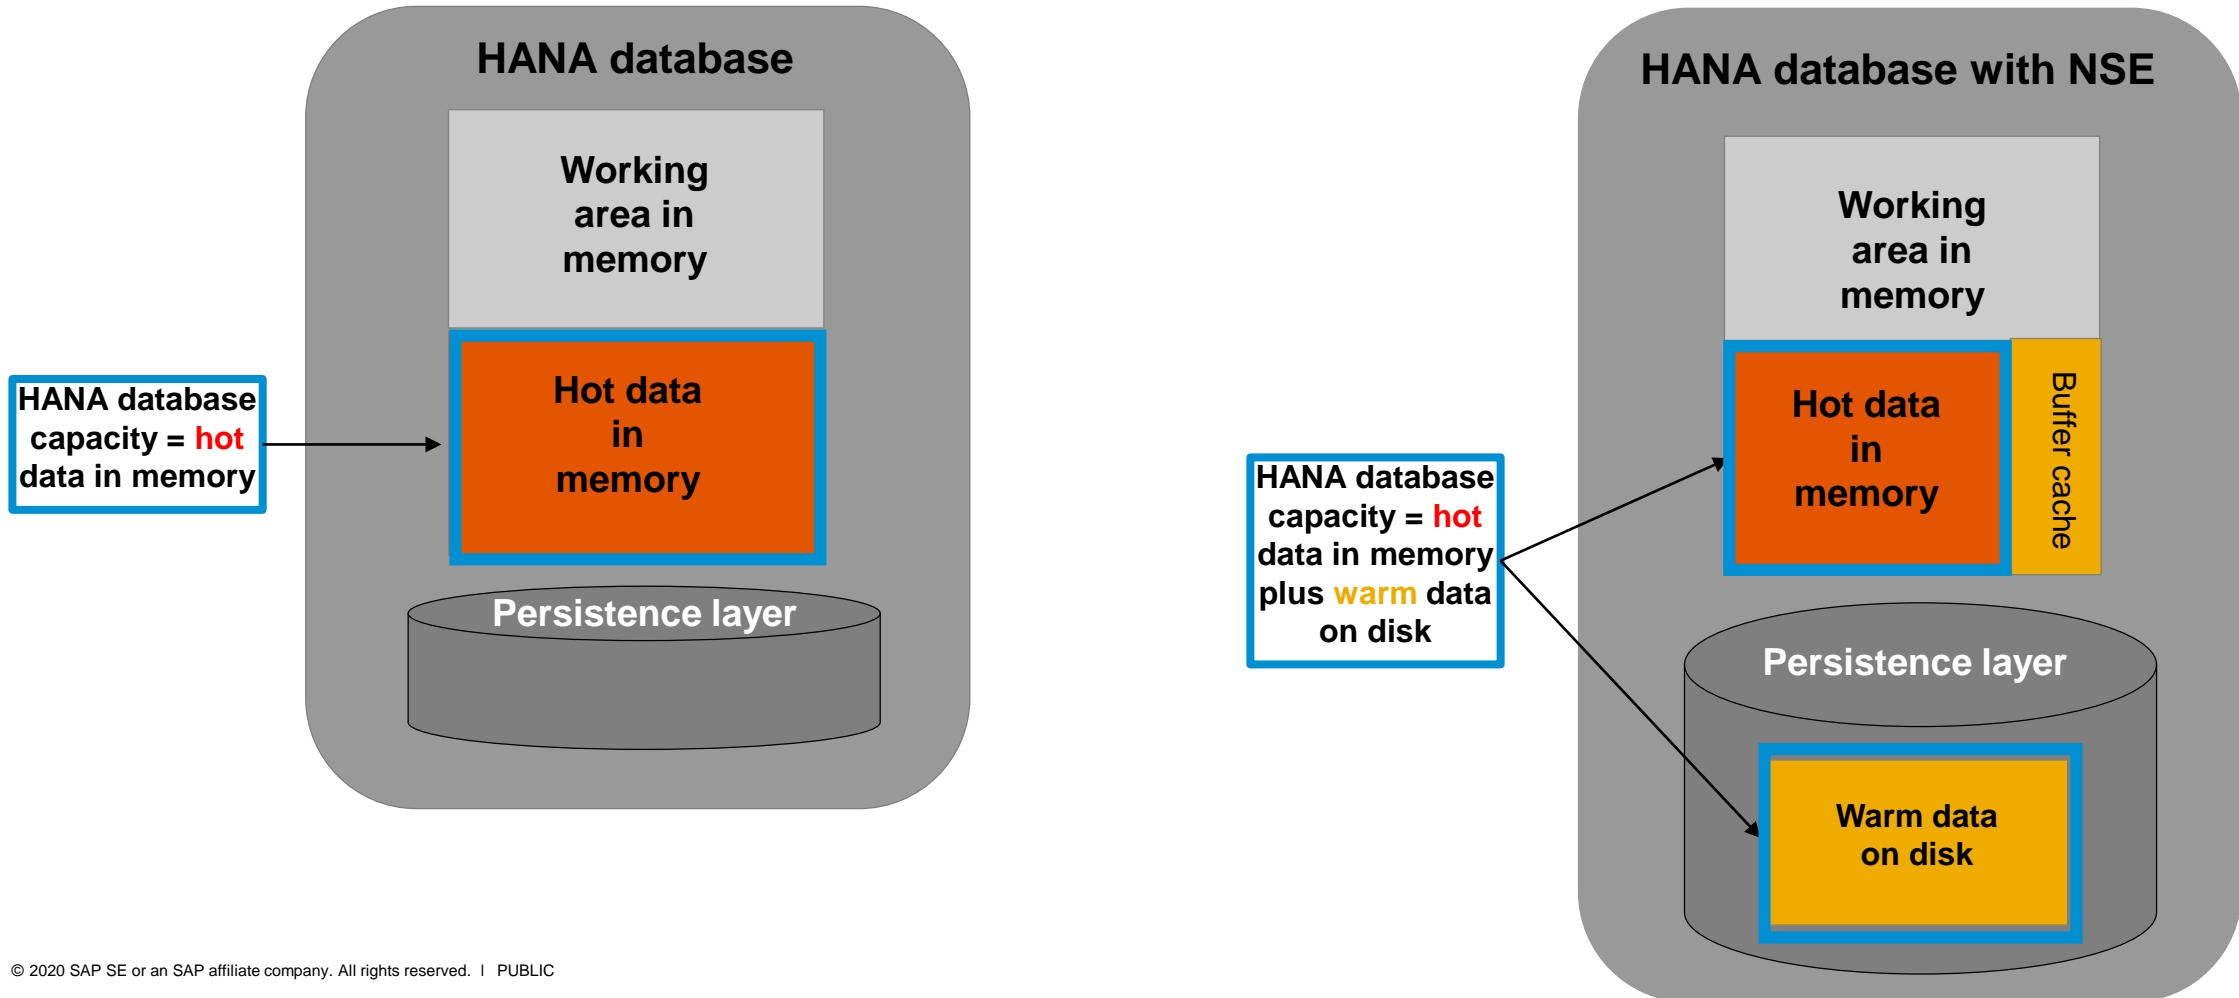 HANA database
Working
area in
memory
Hot data
in
memory
HANA database
capacity = hot
data in memory
Persistence layer
HANA database with NSE
Working
area in
memory
Hot data
in
memory
Buffer cache
HANA database
capacity = hot
data in memory
plus warm data
on disk
Persistence layer
Warm data
on disk
© 2020 SAP SE or an SAP affiliate company. All rights reserved. | PUBLIC